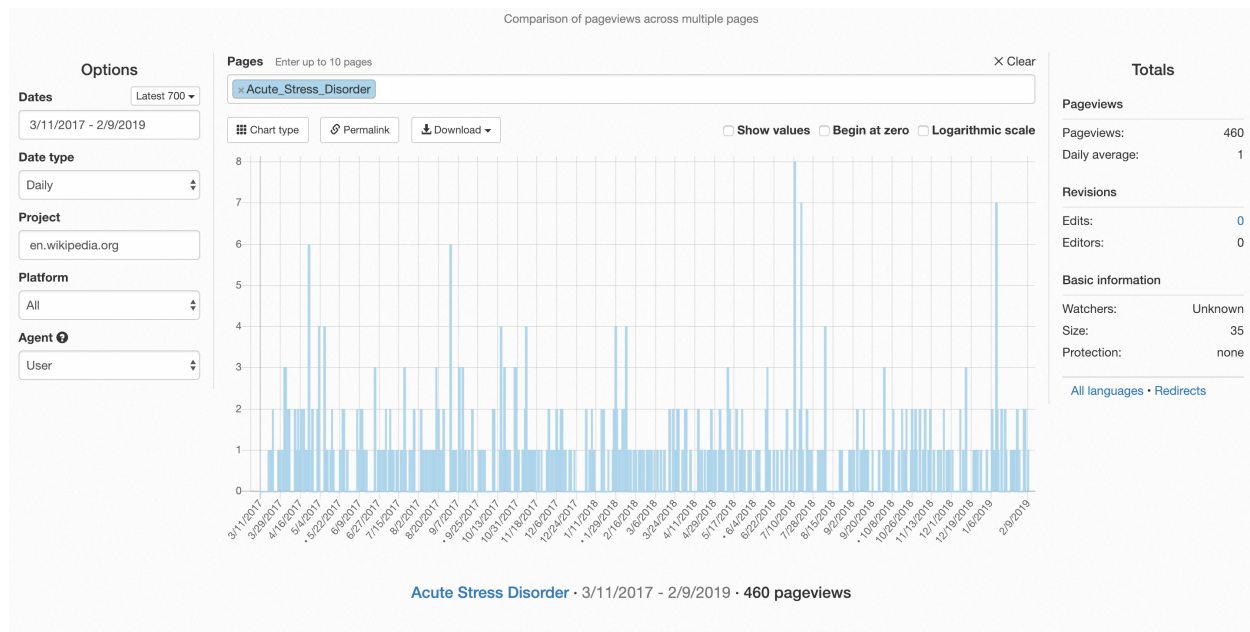 Comparison of pageviews across multiple pages
Options
Dates
Latest 700
3/11/2017 - 2/9/2019
Date type
Daily
Project
en.wikipedia.org
Platform
All
Agent
User
Pages Enter up to 10 pages
× Clear
× Acute_Stress_Disorder
Chart type
Permalink
Download
Show values
Begin at zero
Logarithmic scale
8
7
6
5
4
3
2
1
0
3/11/2017
3/29/2017
4/16/2017
5/4/2017
• 5/22/2017
6/9/2017
6/27/2017
7/15/2017
8/2/2017
8/20/2017
9/7/2017
• 9/25/2017
10/13/2017
10/31/2017
11/18/2017
12/6/2017
12/24/2017
1/11/2018
• 1/29/2018
2/16/2018
3/6/2018
3/24/2018
4/11/2018
4/29/2018
5/17/2018
• 6/4/2018
6/22/2018
7/10/2018
7/28/2018
8/15/2018
9/2/2018
9/20/2018
• 10/8/2018
10/26/2018
11/13/2018
12/1/2018
12/19/2018
1/6/2019
2/9/2019
Acute Stress Disorder · 3/11/2017 - 2/9/2019 · 460 pageviews
Totals
Pageviews
Pageviews: 460
Daily average: 1
Revisions
Edits: 0
Editors: 0
Basic information
Watchers: Unknown
Size: 35
Protection: none
All languages • Redirects